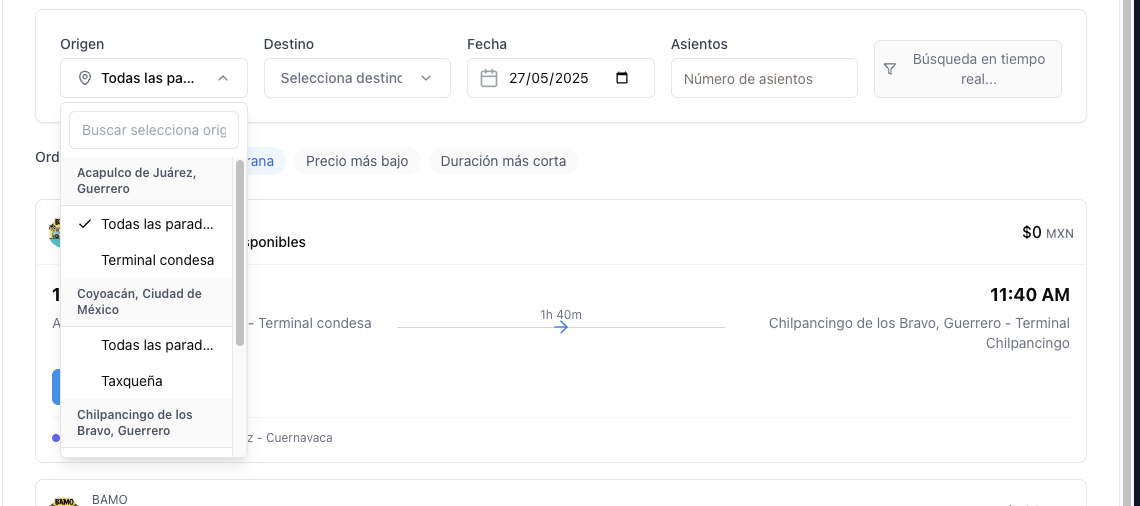 Origen
Destino
Fecha
Asientos
Todas las pa...
Selecciona destinc
27/05/2025
Número de asientos
Búsqueda en tiempo
real...
Buscar selecciona orig
Ord
rana
Precio más bajo
Duración más corta
Acapulco de Juárez,
Guerrero
Todas las parad...
Terminal condesa
Coyoacán, Ciudad de
México
Todas las parad...
Taxqueña
Chilpancingo de los
Bravo, Guerrero
sponibles
$0 MXN
1
11:40 AM
A
- Terminal condesa
1h 40m
Chilpancingo de los Bravo, Guerrero - Terminal
Chilpancingo
z - Cuernavaca
BAMO
BAMO